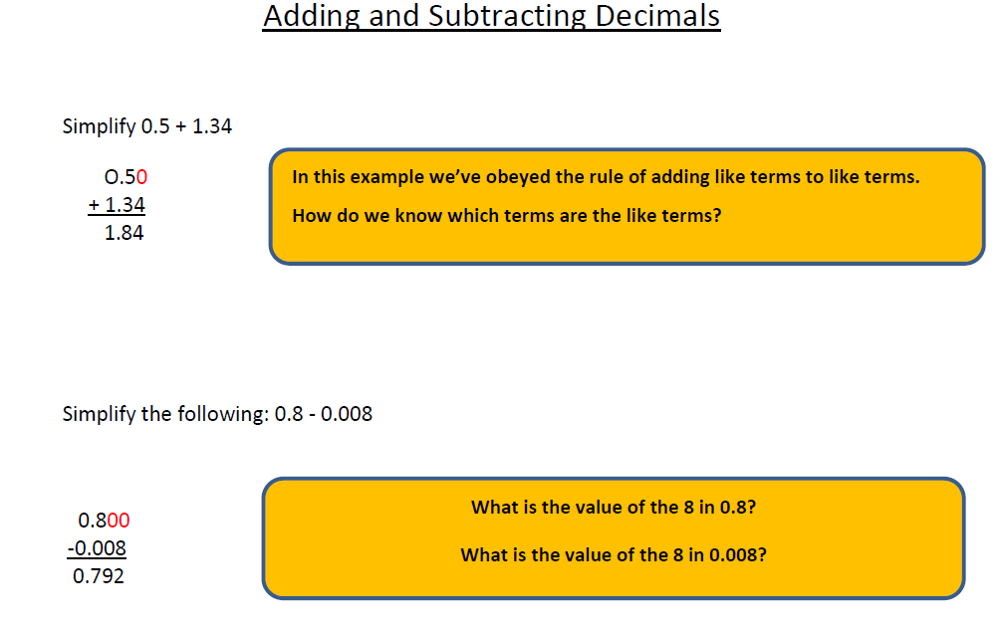 Adding and Subtracting Decimals
Simplify 0.5 + 1.34
O.50
+ 1.34
1.84
In this example we’ve obeyed the rule of adding like terms to like terms.
How do we know which terms are the like terms?
Simplify the following: 0.8 - 0.008
0.800
-0.008
0.792
What is the value of the 8 in 0.8?
What is the value of the 8 in 0.008?